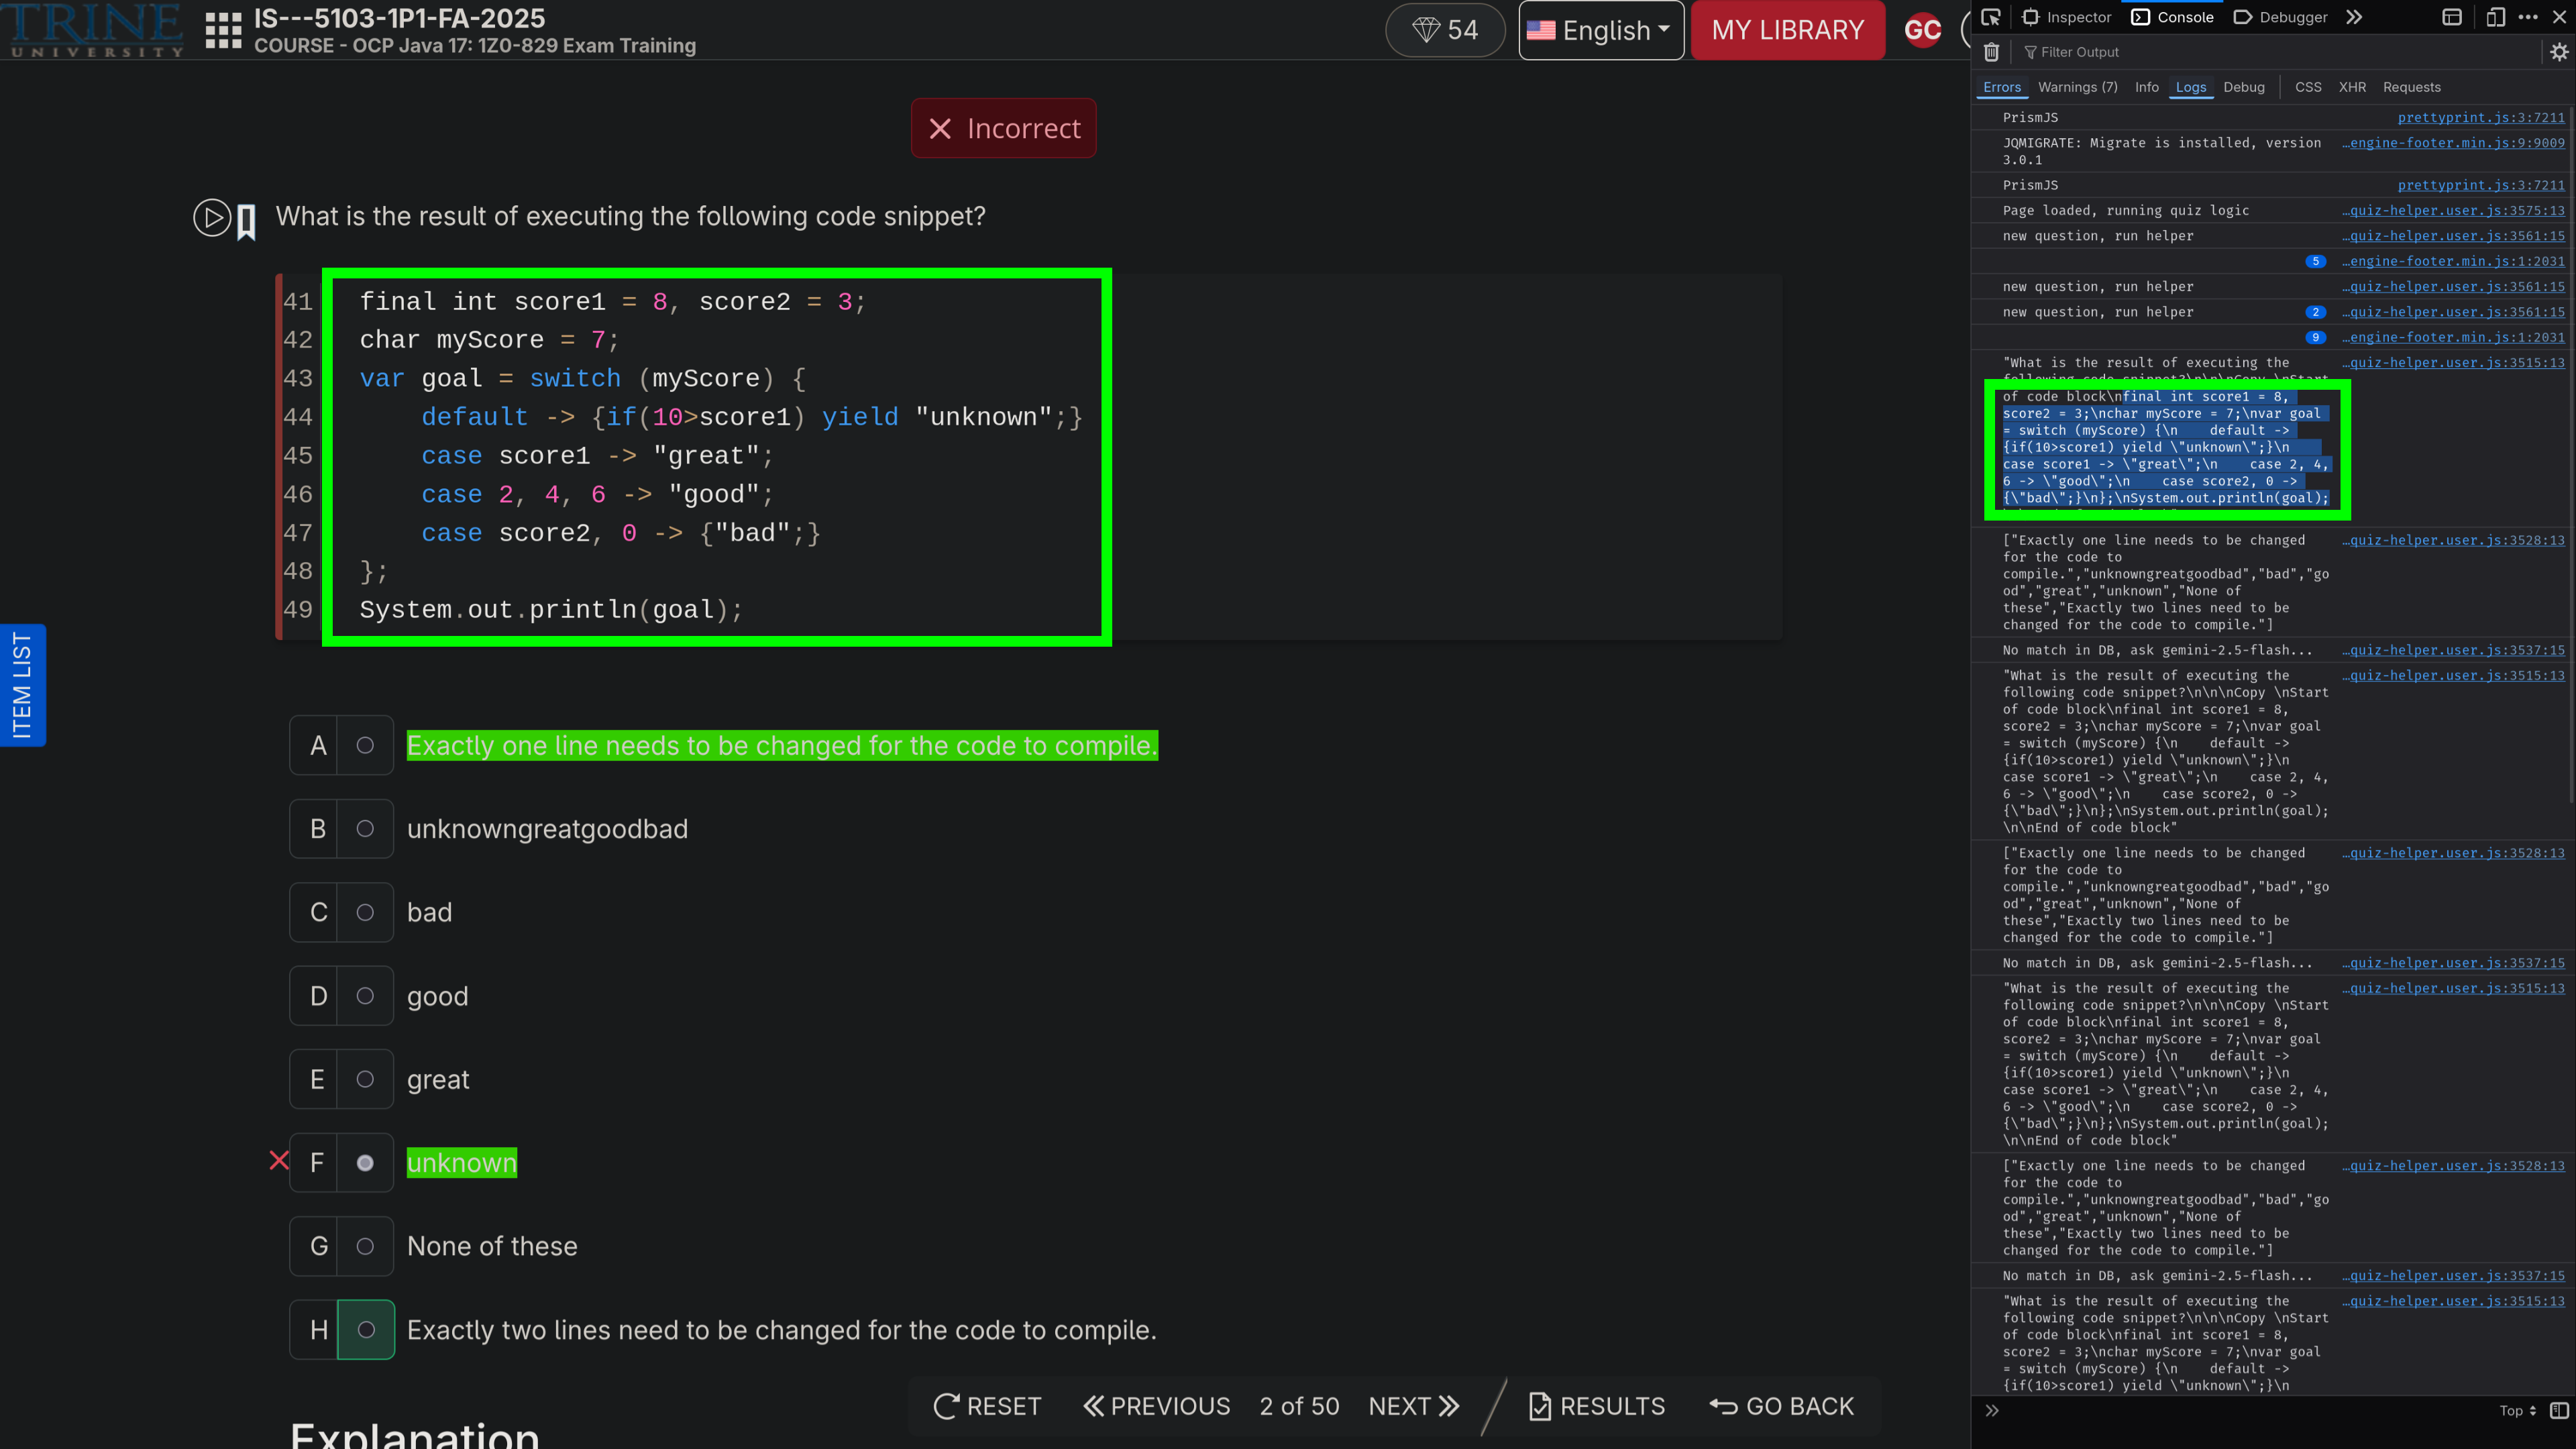 TRINE
UNIVERSITY
IS---5103-1P1-FA-2025
COURSE - OCP Java 17: 1Z0-829 Exam Training
54
English
MY LIBRARY
GC
Incorrect
What is the result of executing the following code snippet?
41 final int score1 = 8, score2 = 3;
42 char myScore = 7;
43 var goal = switch (myScore) {
44     default -> {if(10>score1) yield "unknown";}
45     case score1 -> "great";
46     case 2, 4, 6 -> "good";
47     case score2, 0 -> {"bad";}
48 };
49 System.out.println(goal);
ITEM LIST
A Exactly one line needs to be changed for the code to compile.
B unknowngreatgoodbad
C bad
D good
E great
F unknown
G None of these
H Exactly two lines need to be changed for the code to compile.
RESET PREVIOUS 2 of 50 NEXT RESULTS GO BACK
Explanation
Inspector Console Debugger
Filter Output
Errors Warnings (7) Info Logs Debug CSS XHR Requests
PrismJS prettyprint.js:3:7211
JQMIGRATE: Migrate is installed, version …engine-footer.min.js:9:9009
3.0.1
PrismJS prettyprint.js:3:7211
Page loaded, running quiz logic …quiz-helper.user.js:3575:13
new question, run helper …quiz-helper.user.js:3561:15
5 …engine-footer.min.js:1:2031
new question, run helper …quiz-helper.user.js:3561:15
new question, run helper 2 …quiz-helper.user.js:3561:15
9 …engine-footer.min.js:1:2031
"What is the result of executing the …quiz-helper.user.js:3515:13
following code snippet?\n\n\nCopy \nStart
of code block\nfinal int score1 = 8,
score2 = 3;\nchar myScore = 7;\nvar goal
= switch (myScore) {\n    default ->
{if(10>score1) yield \"unknown\";}\n
case score1 -> \"great\";\n    case 2, 4,
6 -> \"good\";\n    case score2, 0 ->
{\"bad\";}\n};\nSystem.out.println(goal);
["Exactly one line needs to be changed …quiz-helper.user.js:3528:13
for the code to
compile.","unknowngreatgoodbad","bad","go
od","great","unknown","None of
these","Exactly two lines need to be
changed for the code to compile."]
No match in DB, ask gemini-2.5-flash... …quiz-helper.user.js:3537:15
"What is the result of executing the …quiz-helper.user.js:3515:13
following code snippet?\n\n\nCopy \nStart
of code block\nfinal int score1 = 8,
score2 = 3;\nchar myScore = 7;\nvar goal
= switch (myScore) {\n    default ->
{if(10>score1) yield \"unknown\";}\n
case score1 -> \"great\";\n    case 2, 4,
6 -> \"good\";\n    case score2, 0 ->
{\"bad\";}\n};\nSystem.out.println(goal);
\n\nEnd of code block"
["Exactly one line needs to be changed …quiz-helper.user.js:3528:13
for the code to
compile.","unknowngreatgoodbad","bad","go
od","great","unknown","None of
these","Exactly two lines need to be
changed for the code to compile."]
No match in DB, ask gemini-2.5-flash... …quiz-helper.user.js:3537:15
"What is the result of executing the …quiz-helper.user.js:3515:13
following code snippet?\n\n\nCopy \nStart
of code block\nfinal int score1 = 8,
score2 = 3;\nchar myScore = 7;\nvar goal
= switch (myScore) {\n    default ->
{if(10>score1) yield \"unknown\";}\n
case score1 -> \"great\";\n    case 2, 4,
6 -> \"good\";\n    case score2, 0 ->
{\"bad\";}\n};\nSystem.out.println(goal);
\n\nEnd of code block"
["Exactly one line needs to be changed …quiz-helper.user.js:3528:13
for the code to
compile.","unknowngreatgoodbad","bad","go
od","great","unknown","None of
these","Exactly two lines need to be
changed for the code to compile."]
No match in DB, ask gemini-2.5-flash... …quiz-helper.user.js:3537:15
"What is the result of executing the …quiz-helper.user.js:3515:13
following code snippet?\n\n\nCopy \nStart
of code block\nfinal int score1 = 8,
score2 = 3;\nchar myScore = 7;\nvar goal
= switch (myScore) {\n    default ->
{if(10>score1) yield \"unknown\";}\n
Top